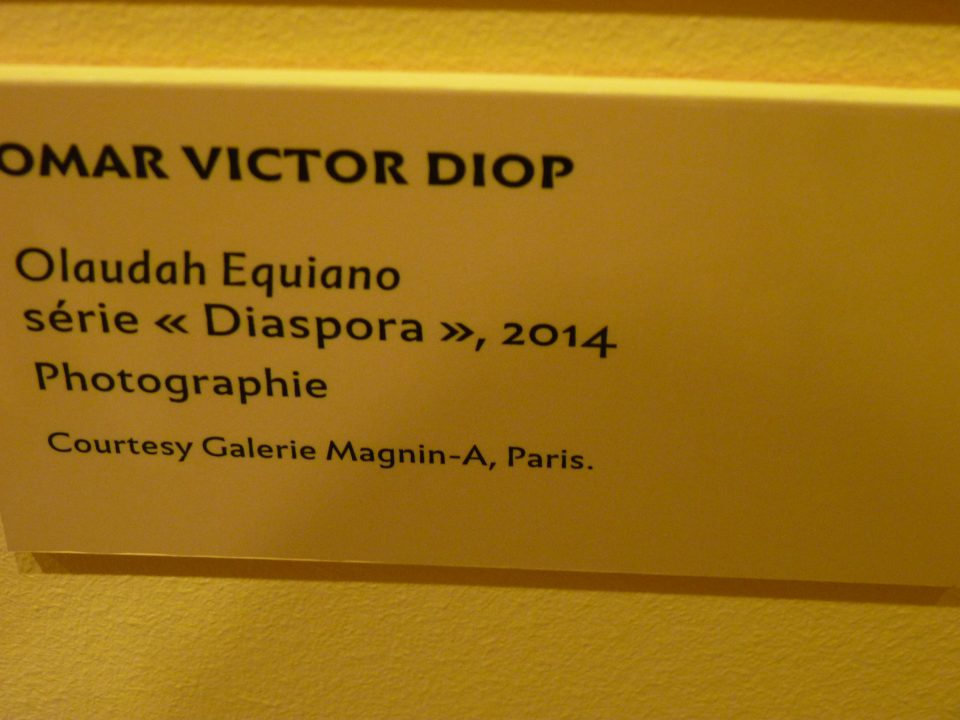 OMAR VICTOR DIOP
Olaudah Equiano
série « Diaspora », 2014
Photographie
Courtesy Galerie Magnin-A, Paris.